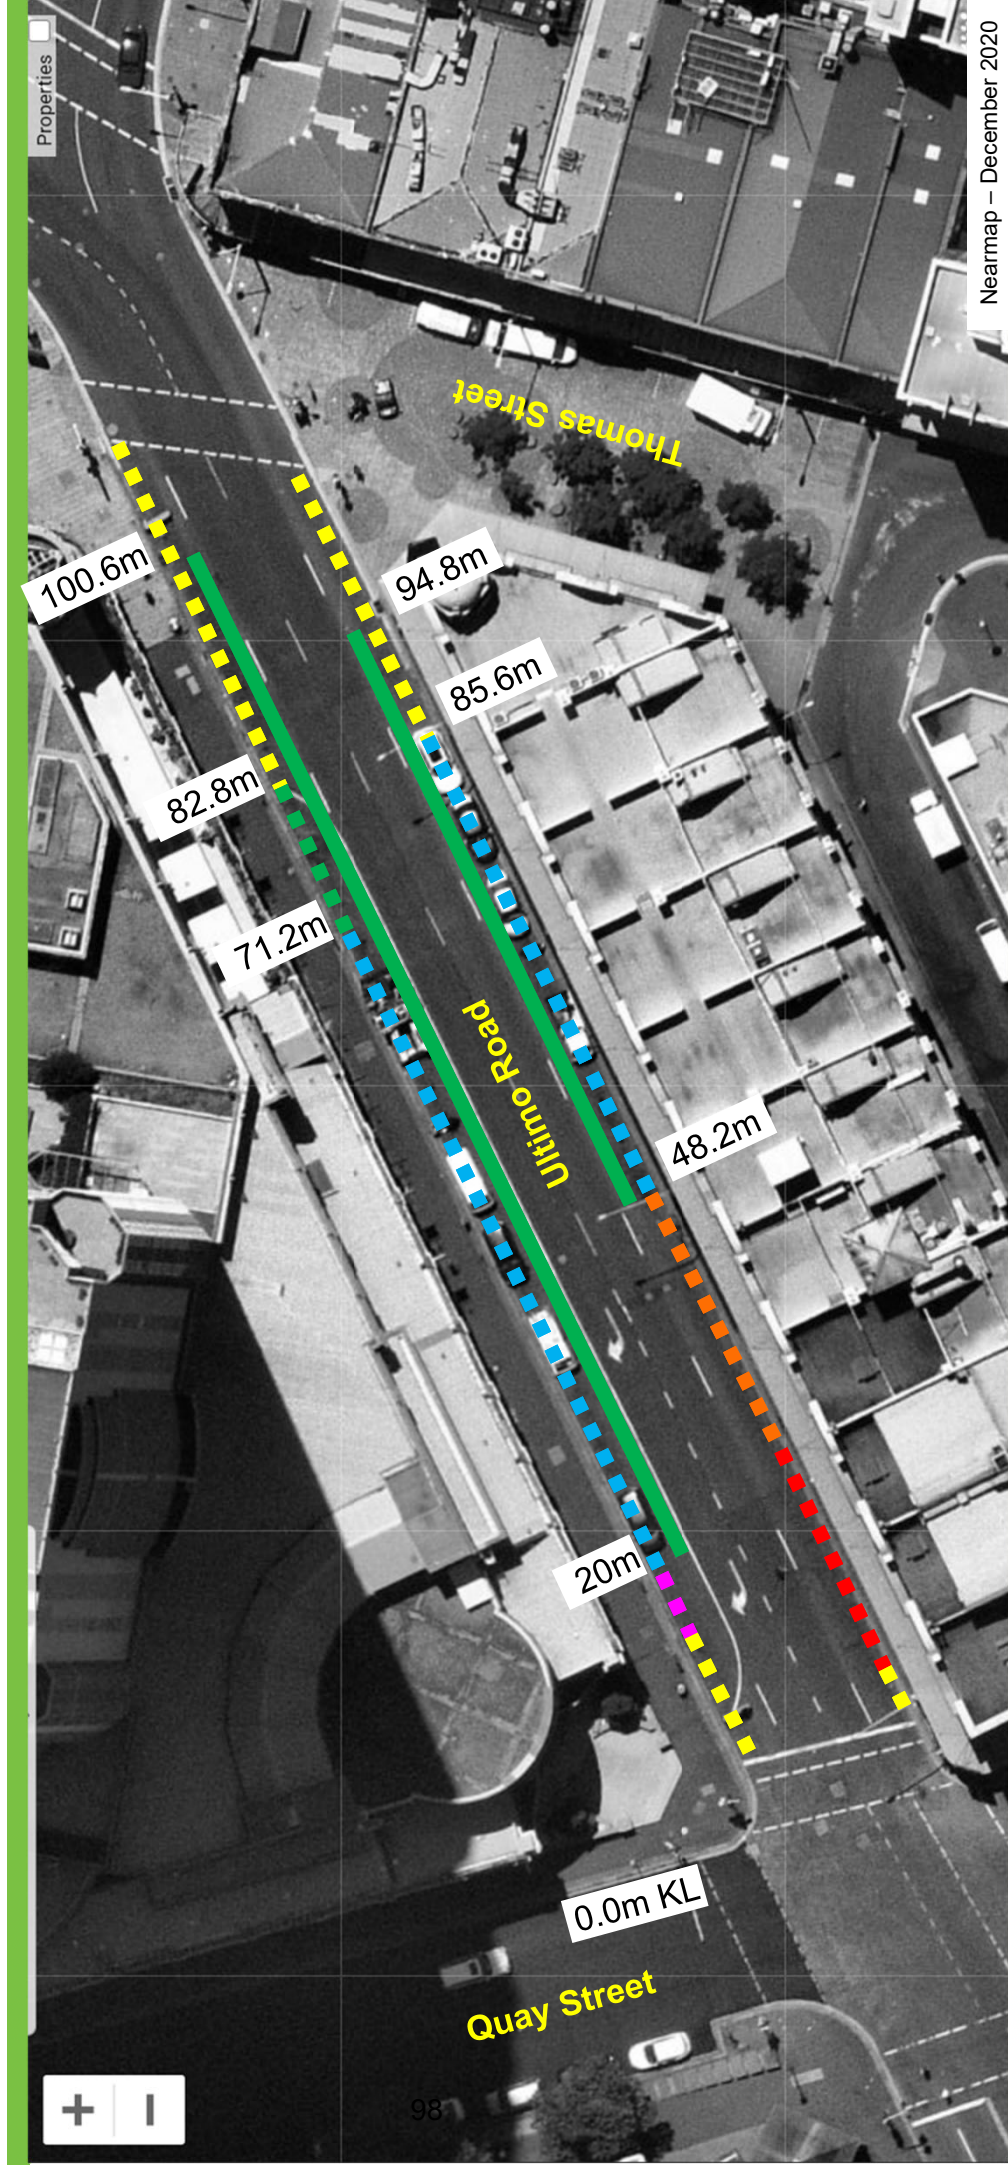 Properties
Nearmap – December 2020
Thomas Street
100.6m
94.8m
85.6m
82.8m
71.2m
Ultimo Road
48.2m
20m
0.0m KL
Quay Street
98